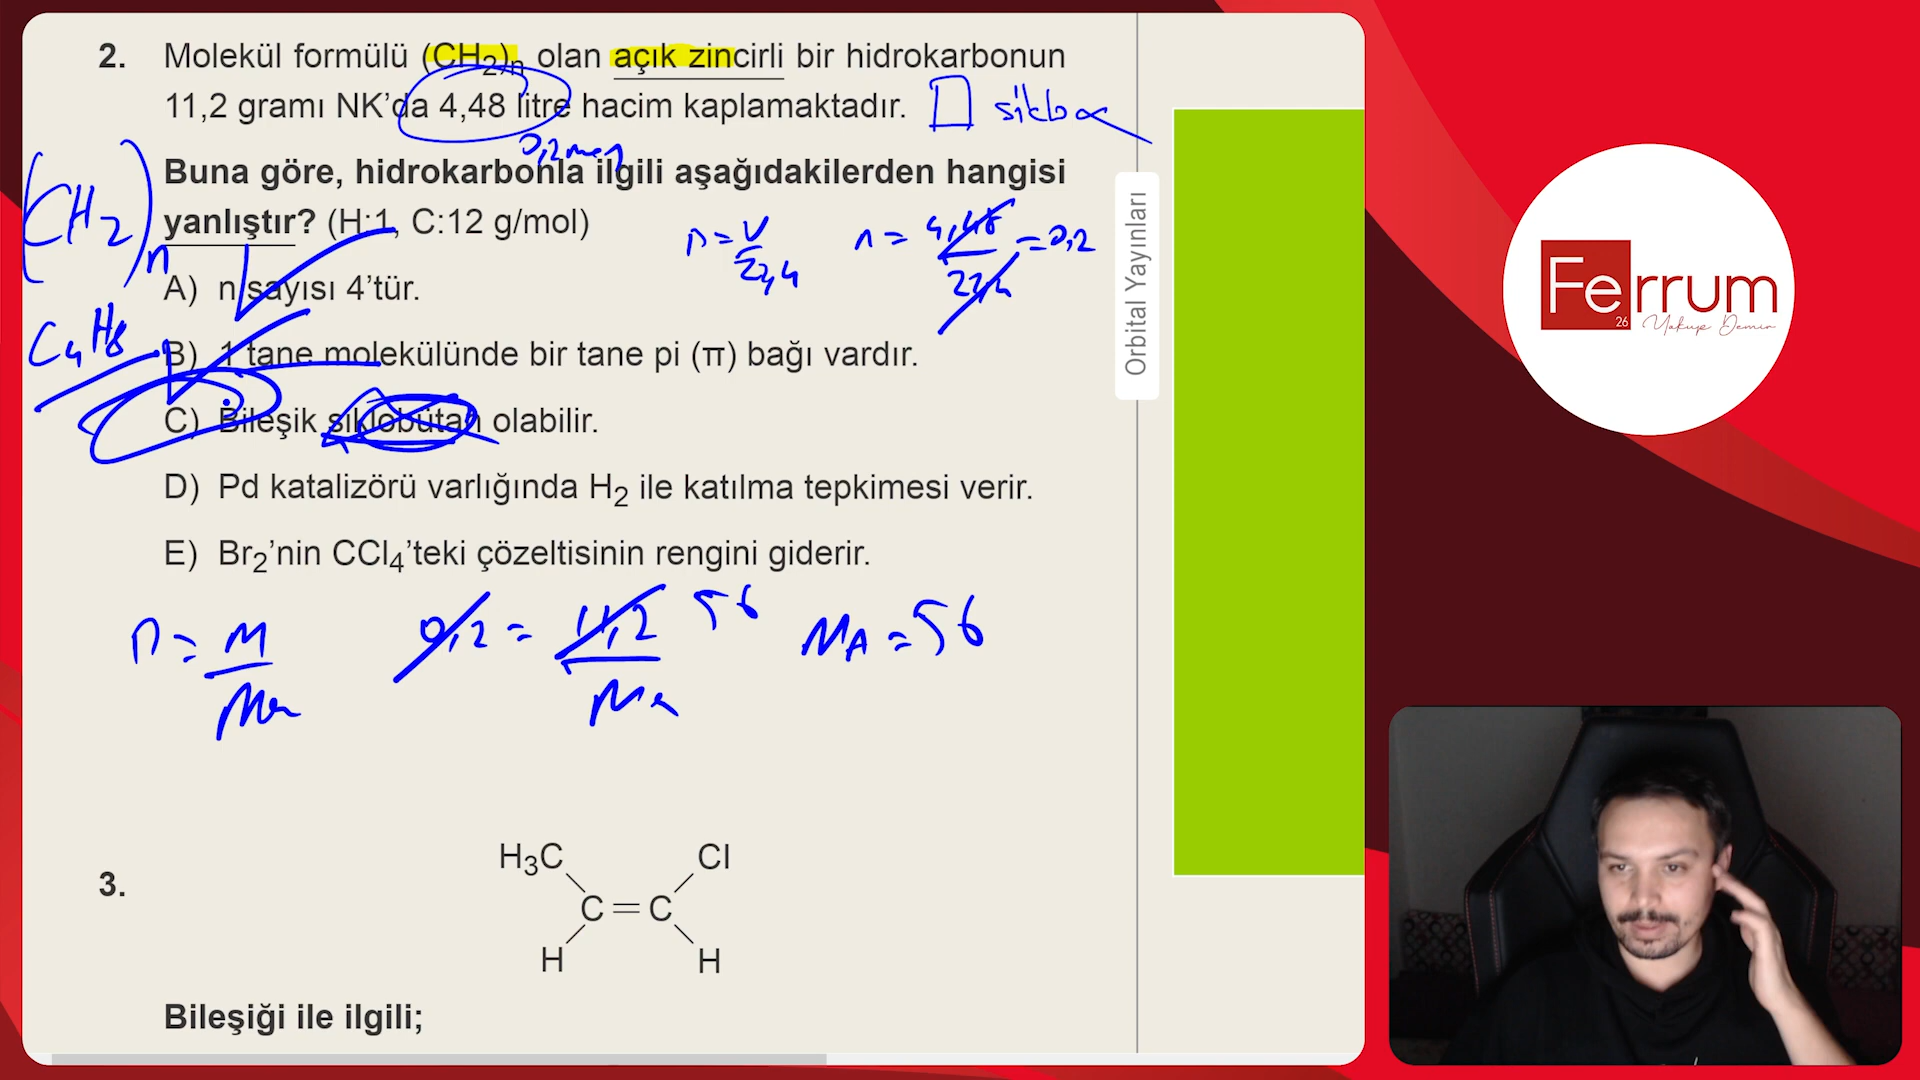 2. Molekül formülü (CH2)n olan açık zincirli bir hidrokarbonun
11,2 gramı NK’da 4,48 litre hacim kaplamaktadır.
0,2 mol
Buna göre, hidrokarbonla ilgili aşağıdakilerden hangisi
yanlıştır? (H:1, C:12 g/mol)
(CH2)n
n = V/22,4
n = 4,48/22,4 = 0,2
A) n sayısı 4’tür.
C4H8
B) 1 tane molekülünde bir tane pi (π) bağı vardır.
C) Bileşik siklobütan olabilir.
D) Pd katalizörü varlığında H2 ile katılma tepkimesi verir.
E) Br2’nin CCl4’teki çözeltisinin rengini giderir.
n = m/MA
0,2 = 11,2/MA
56
MA = 56
3.
H3C Cl
C=C
H H
Bileşiği ile ilgili;
Orbital Yayınları
Ferrum
26 Yakup Demir